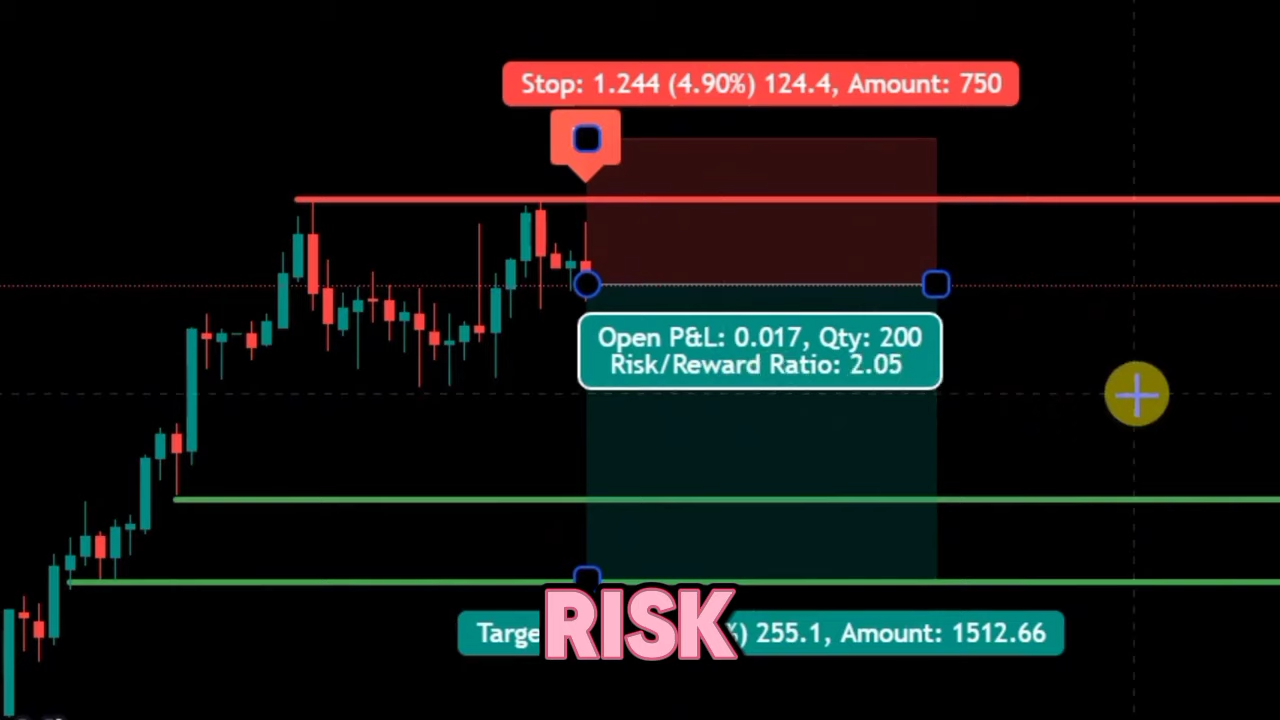 Stop: 1.244 (4.90%) 124.4, Amount: 750
Open P&L: 0.017, Qty: 200
Risk/Reward Ratio: 2.05
RISK
%) 255.1, Amount: 1512.66